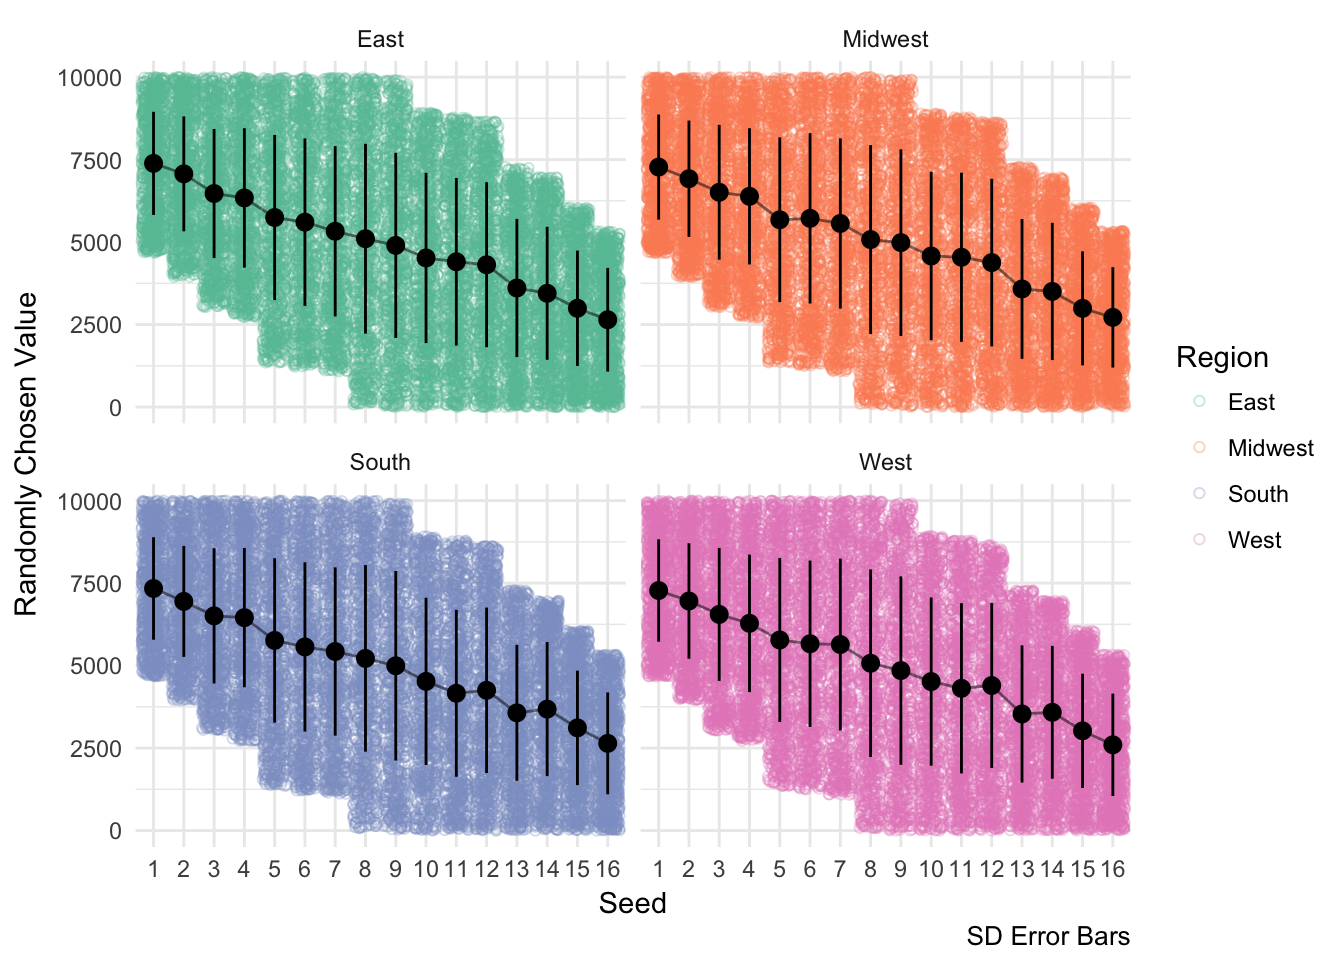 East
Midwest
10000
7500
5000
2500
0
South
West
10000
7500
5000
2500
0
1 2 3 4 5 6 7 8 9 10 11 12 13 14 15 16
1 2 3 4 5 6 7 8 9 10 11 12 13 14 15 16
Randomly Chosen Value
Seed
SD Error Bars
Region
East
Midwest
South
West